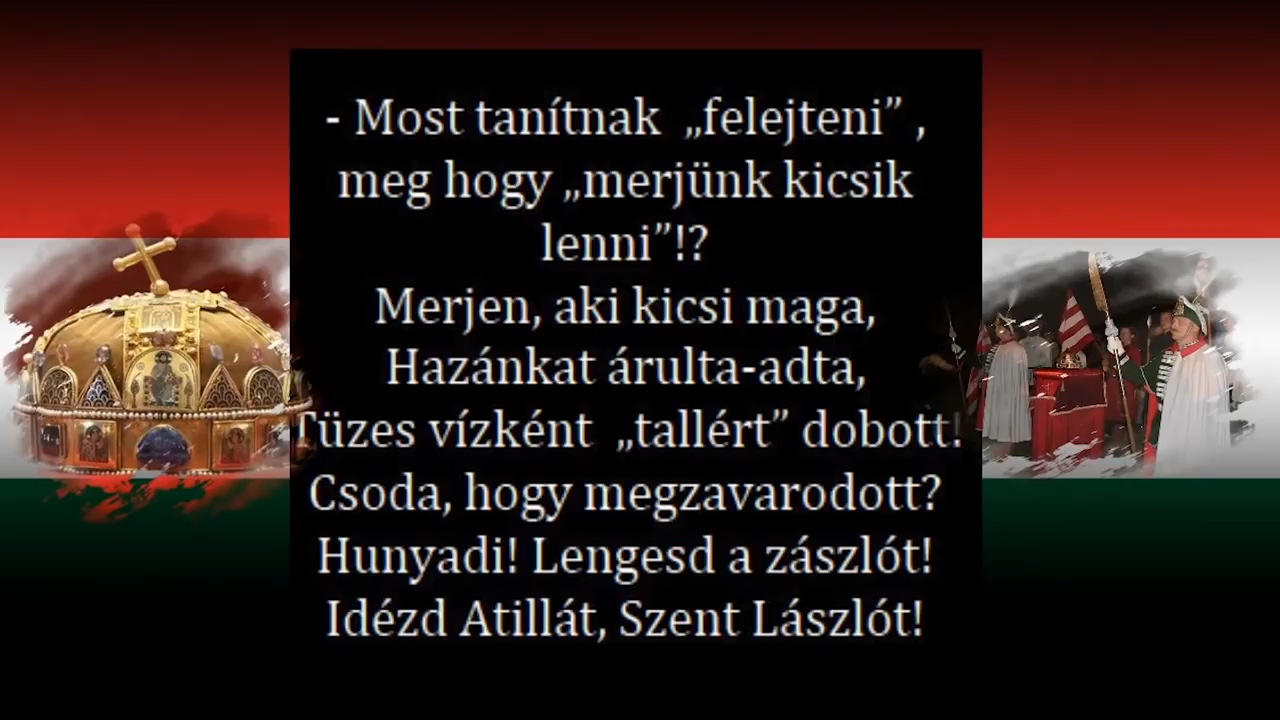 - Most tanítnak „felejteni” ,
meg hogy „merjünk kicsik
lenni”!?
Merjen, aki kicsi maga,
Hazánkat árulta-adta,
Tüzes vízként „tallért” dobott!
Csoda, hogy megzavarodott?
Hunyadi! Lengesd a zászlót!
Idézd Atillát, Szent Lászlót!